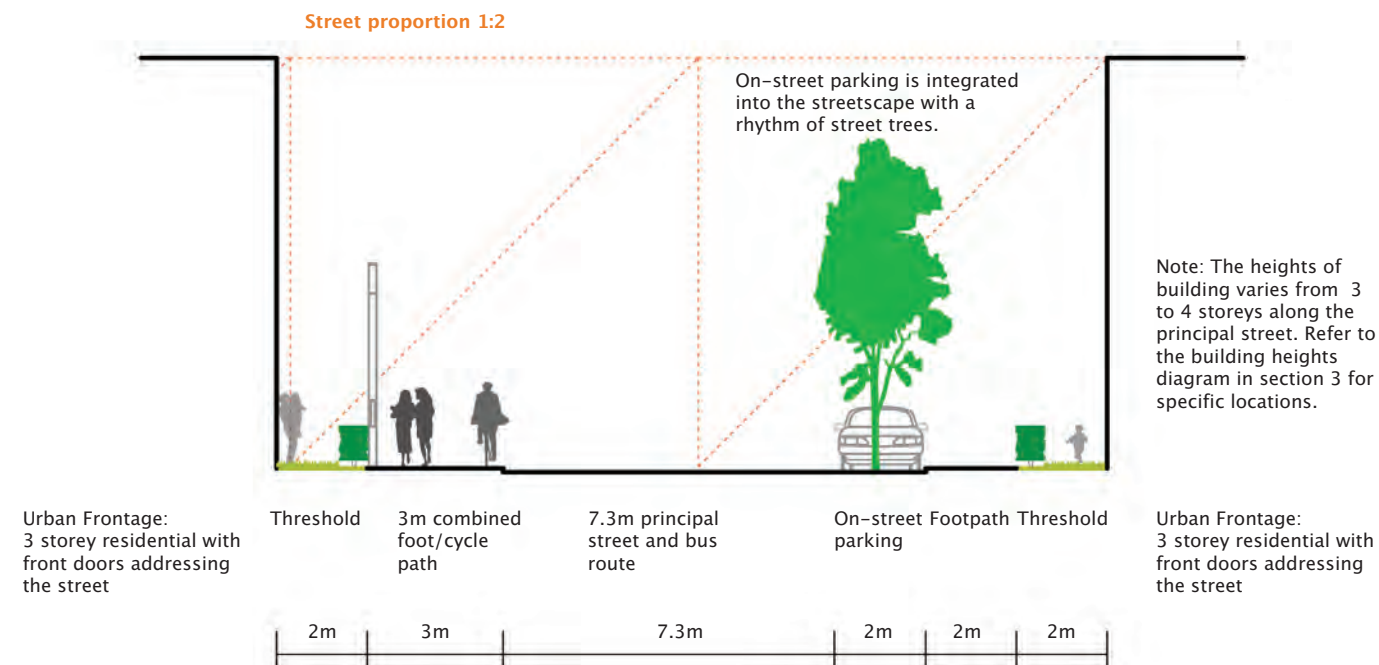 Street proportion 1:2
On-street parking is integrated
into the streetscape with a
rhythm of street trees.
Note: The heights of
building varies from 3
to 4 storeys along the
principal street. Refer to
the building heights
diagram in section 3 for
specific locations.
Urban Frontage:
3 storey residential with
front doors addressing
the street
Threshold
3m combined
foot/cycle
path
7.3m principal
street and bus
route
On-street
parking
Footpath
Threshold
Urban Frontage:
3 storey residential with
front doors addressing
the street
2m
3m
7.3m
2m
2m
2m